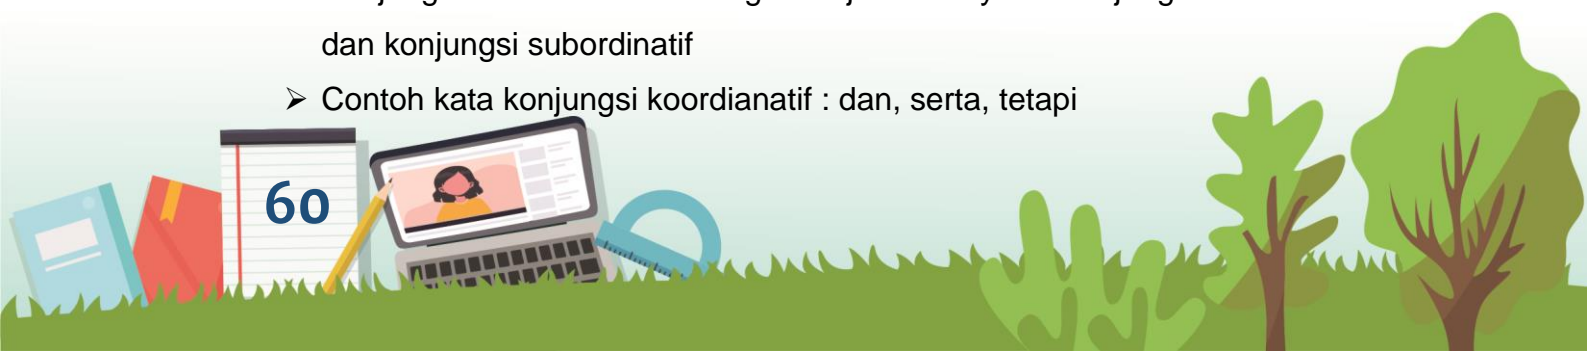 dan konjungsi subordinatif
➢ Contoh kata konjungsi koordianatif : dan, serta, tetapi
60